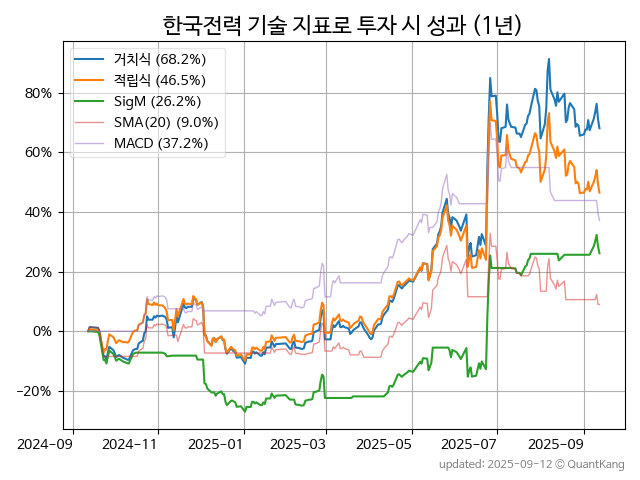 한국전력 기술 지표로 투자 시 성과 (1년)
거치식 (68.2%)
적립식 (46.5%)
SigM (26.2%)
SMA(20) (9.0%)
MACD (37.2%)
80%
60%
40%
20%
0%
−20%
2024-09 2024-11 2025-01 2025-03 2025-05 2025-07 2025-09
updated: 2025-09-12 © QuantKang